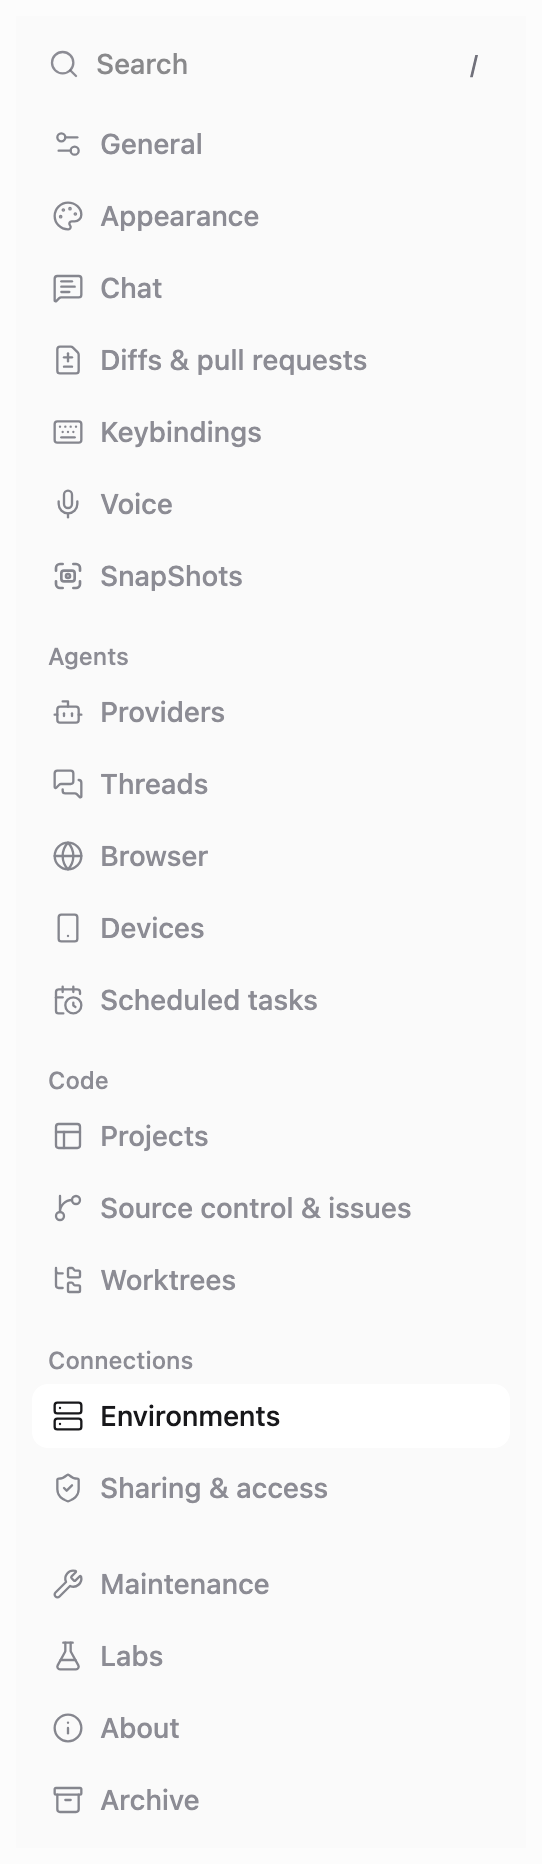 Search /
General
Appearance
Chat
Diffs & pull requests
Keybindings
Voice
SnapShots
Agents
Providers
Threads
Browser
Devices
Scheduled tasks
Code
Projects
Source control & issues
Worktrees
Connections
Environments
Sharing & access
Maintenance
Labs
About
Archive